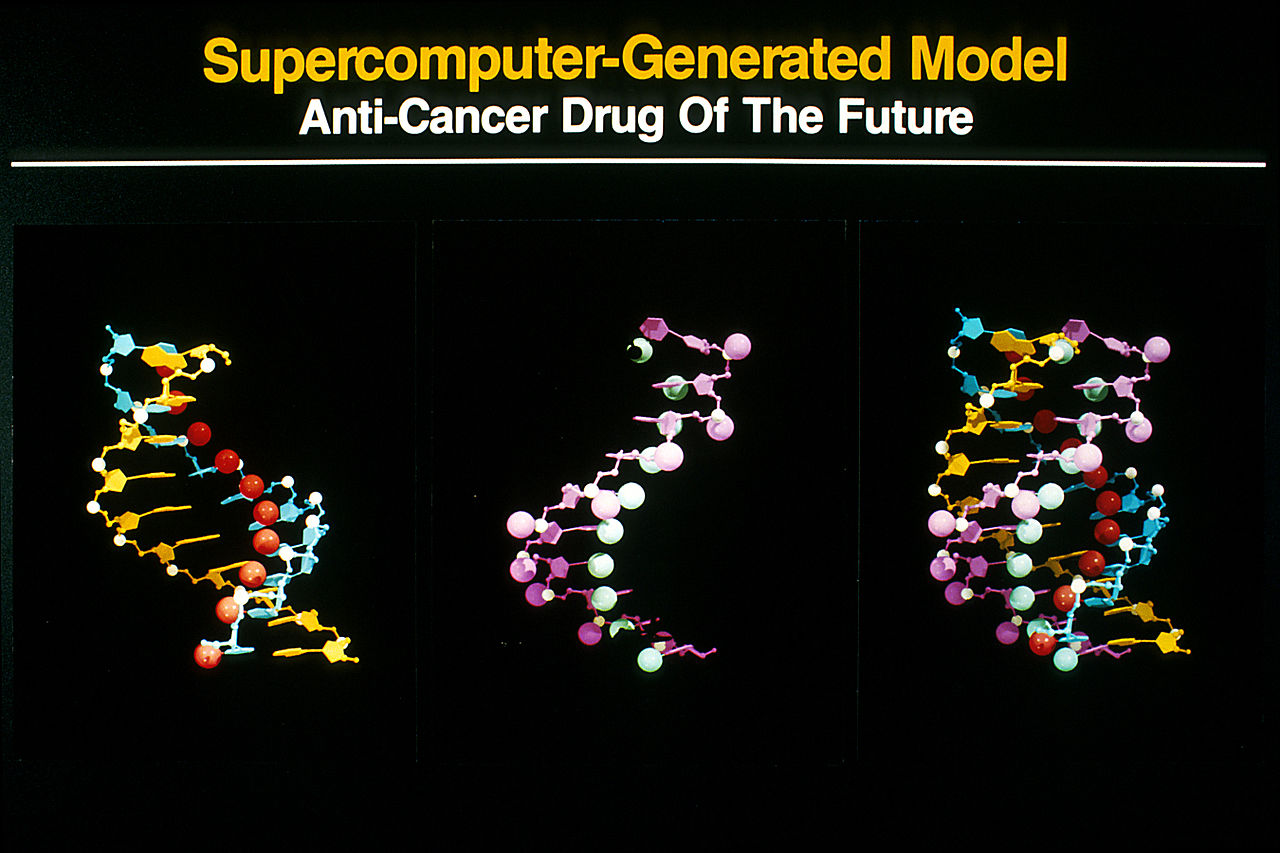 Supercomputer-Generated Model
Anti-Cancer Drug Of The Future